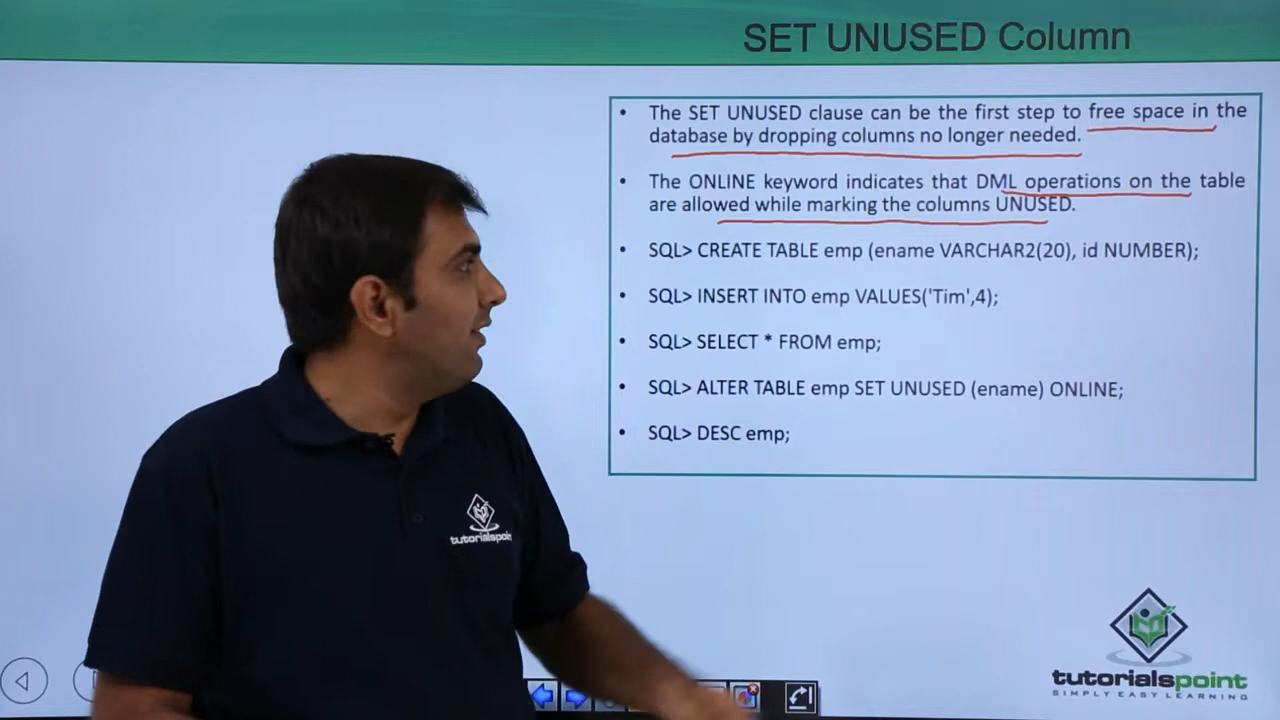 SET UNUSED Column
• The SET UNUSED clause can be the first step to free space in the
database by dropping columns no longer needed.
• The ONLINE keyword indicates that DML operations on the table
are allowed while marking the columns UNUSED.
• SQL> CREATE TABLE emp (ename VARCHAR2(20), id NUMBER);
• SQL> INSERT INTO emp VALUES('Tim',4);
• SQL> SELECT * FROM emp;
• SQL> ALTER TABLE emp SET UNUSED (ename) ONLINE;
• SQL> DESC emp;
tutorialspoint
tutorialspoint
SIMPLY EASY LEARNING